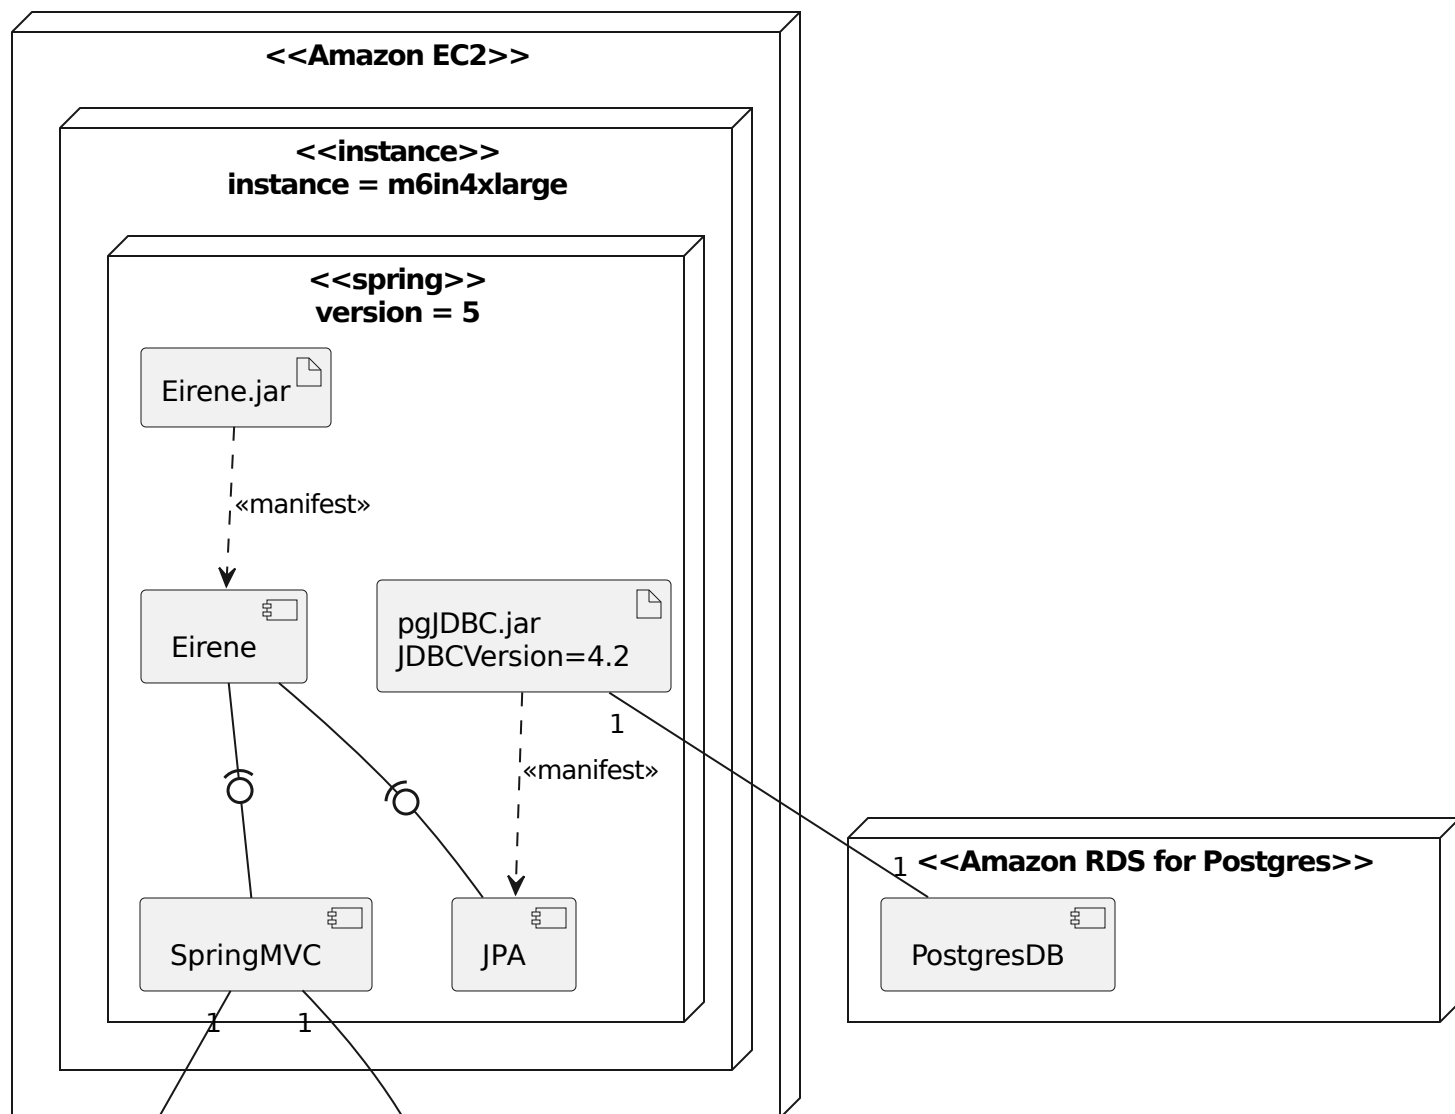 <<Amazon EC2>>
<<instance>>
instance = m6in4xlarge
<<spring>>
version = 5
Eirene.jar
«manifest»
Eirene
pgJDBC.jar
JDBCVersion=4.2
1
«manifest»
1
<<Amazon RDS for Postgres>>
SpringMVC
JPA
PostgresDB
1
1